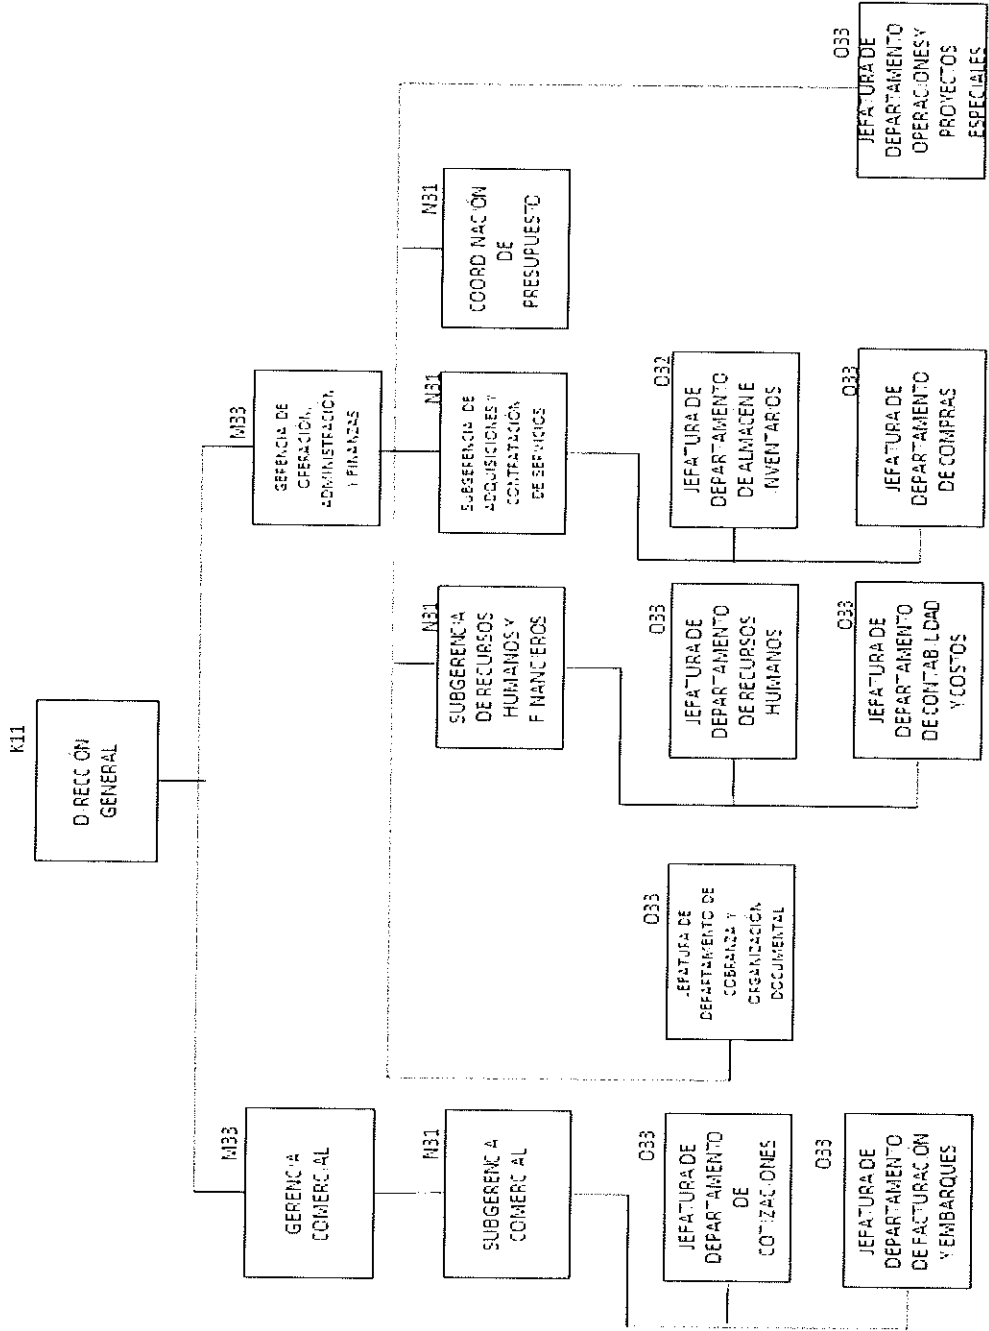 K11
DIRECCIÓN
GENERAL
M33
GERENCIA
COMERCIAL
M33
GERENCIA DE
OPERACIÓN,
ADMINISTRACIÓN
Y FINANZAS
N31
SUBGERENCIA
COMERCIAL
N31
SUBGERENCIA
DE RECURSOS
HUMANOS Y
FINANCIEROS
N31
SUBGERENCIA DE
ADQUISICIONES Y
CONTRATACIÓN
DE SERVICIOS
N31
COORDINACIÓN
DE
PRESUPUESTO
O33
JEFATURA DE
DEPARTAMENTO
DE
COTIZACIONES
O33
JEFATURA DE
DEPARTAMENTO DE
COBRANZA Y
ORGANIZACIÓN
DOCUMENTAL
O33
JEFATURA DE
DEPARTAMENTO
DE RECURSOS
HUMANOS
O32
JEFATURA DE
DEPARTAMENTO
DE ALMACEN E
INVENTARIOS
O33
JEFATURA DE
DEPARTAMENTO
DE FACTURACIÓN
Y EMBARQUES
O33
JEFATURA DE
DEPARTAMENTO
DE CONTABILIDAD
Y COSTOS
O33
JEFATURA DE
DEPARTAMENTO
DE COMPRAS
O33
JEFATURA DE
DEPARTAMENTO
OPERACIONES Y
PROYECTOS
ESPECIALES